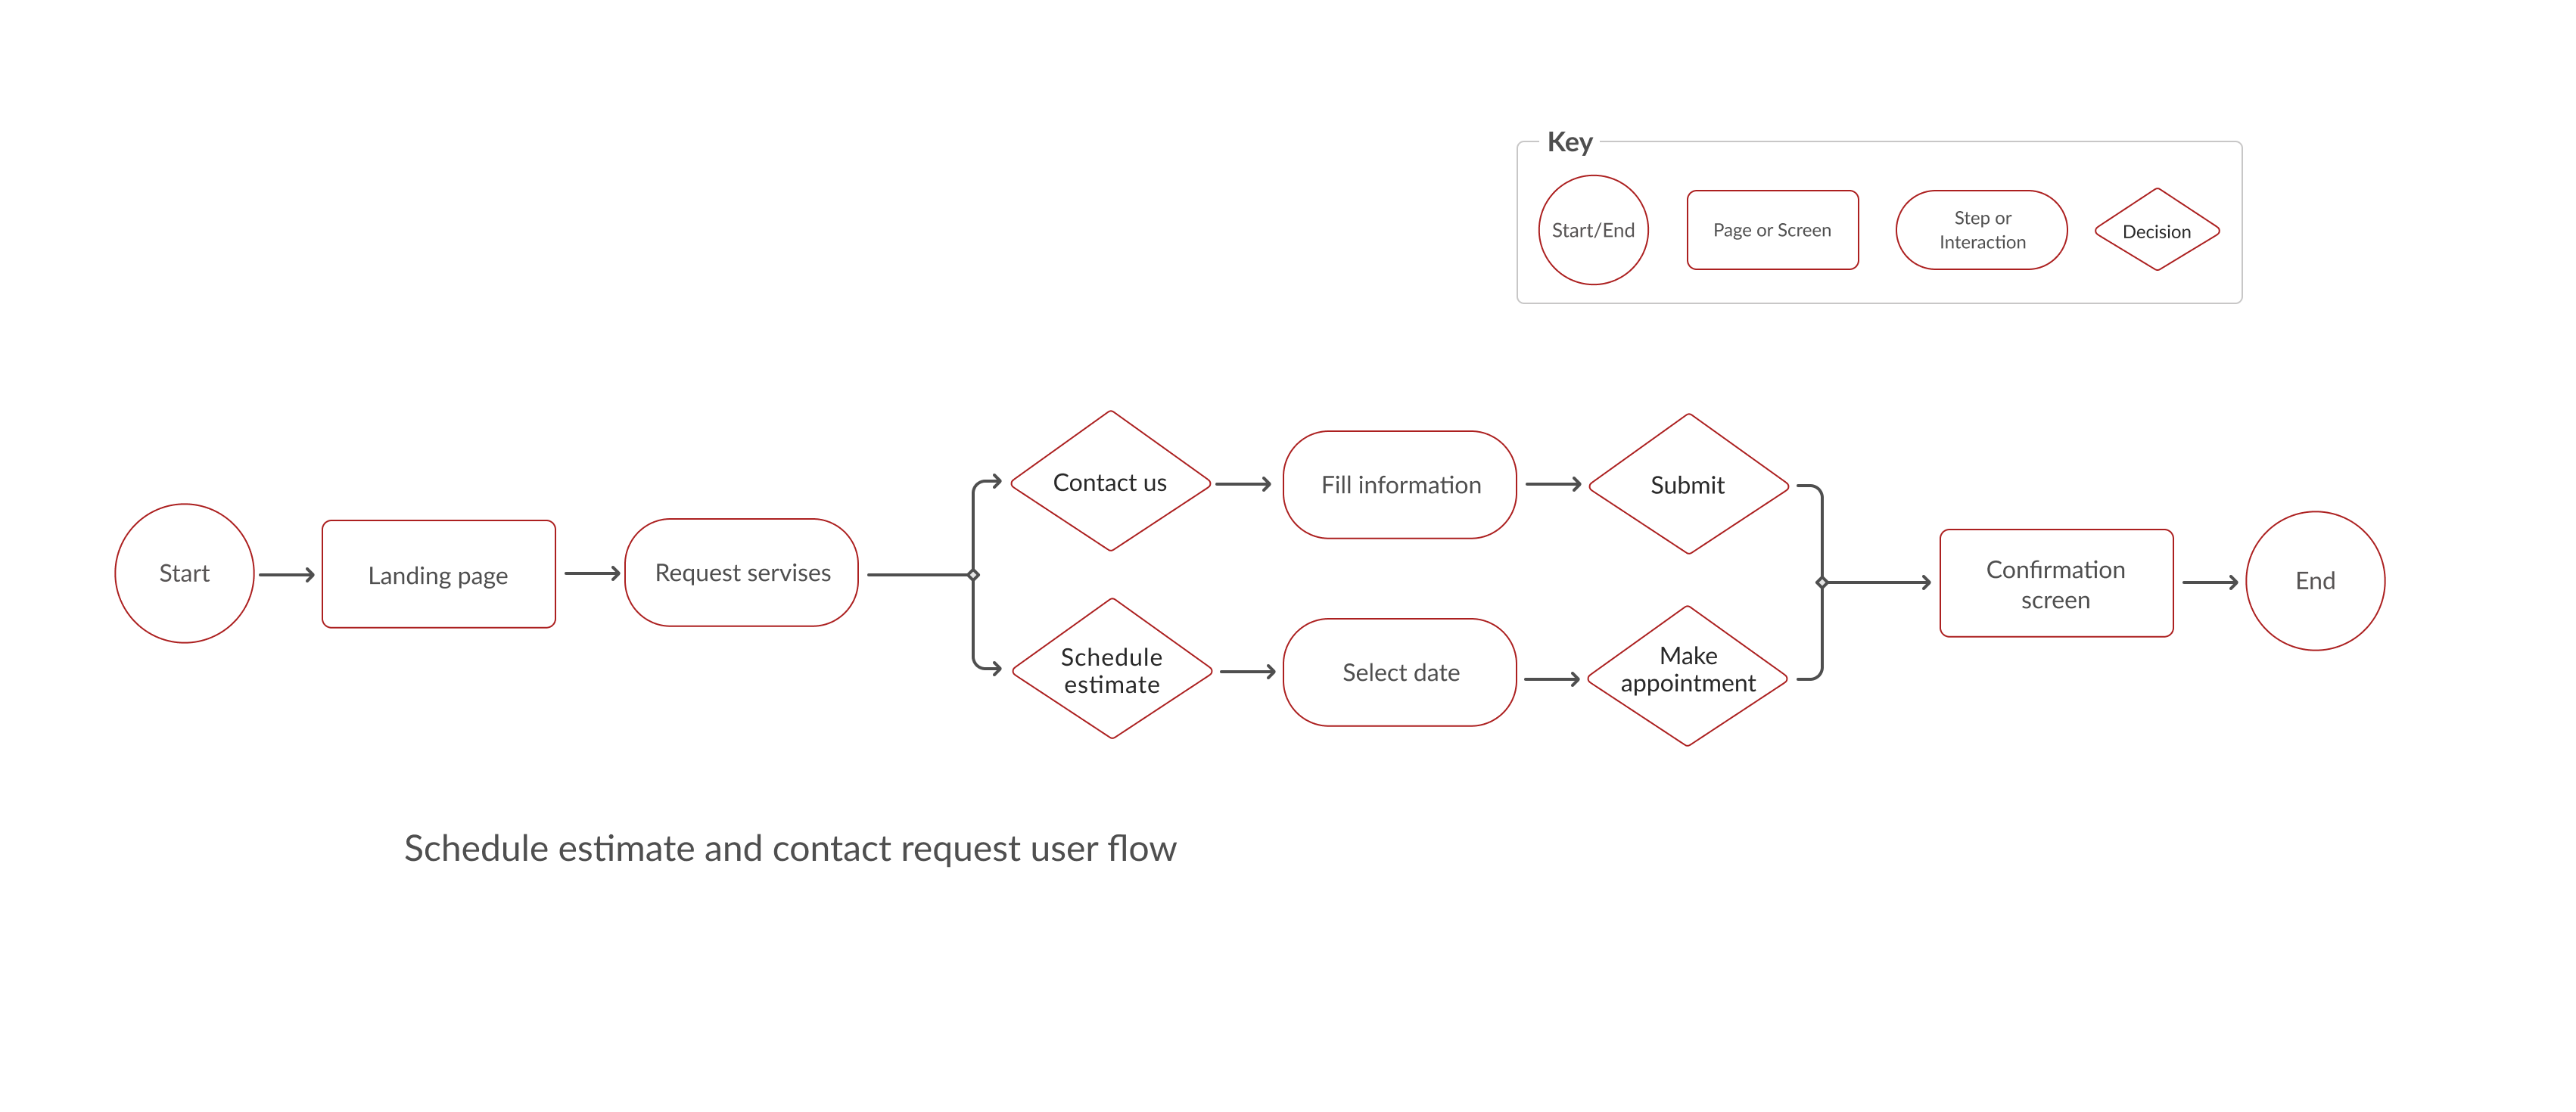 Key
Start/End
Page or Screen
Step or
Interaction
Decision
Start
Landing page
Request servises
Contact us
Fill information
Submit
Schedule
estimate
Select date
Make
appointment
Confirmation
screen
End
Schedule estimate and contact request user flow